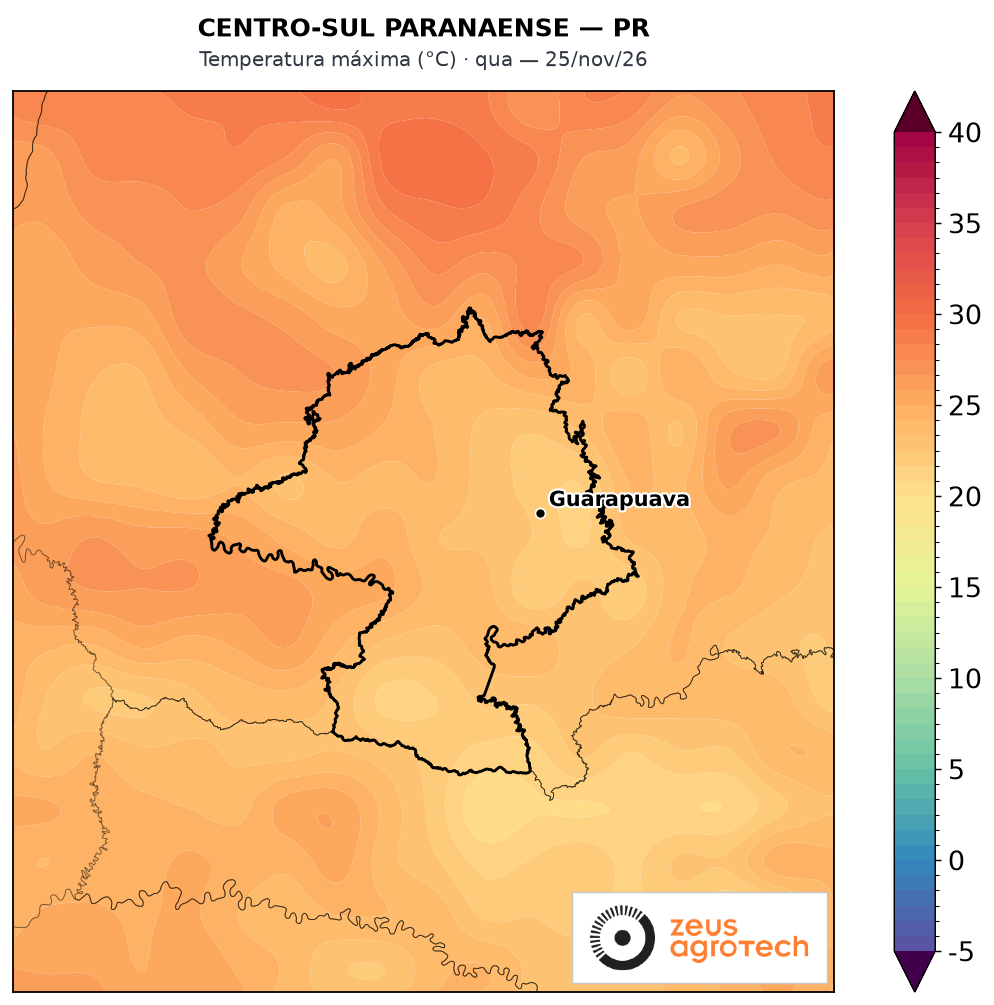 CENTRO-SUL PARANAENSE — PR
Temperatura máxima (°C) · qua — 25/nov/26
40
35
30
25
20
15
10
5
0
-5
Guarapuava
zeus
agrotech